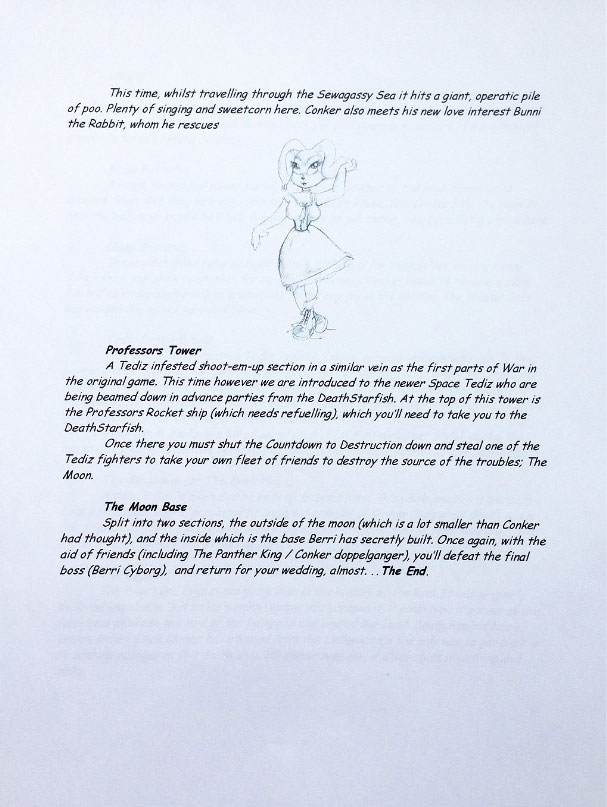 This time, whilst travelling through the Sewagassy Sea it hits a giant, operatic pile
of poo. Plenty of singing and sweetcorn here. Conker also meets his new love interest Bunni
the Rabbit, whom he rescues
Professors Tower
A Tediz infested shoot-em-up section in a similar vein as the first parts of War in
the original game. This time however we are introduced to the newer Space Tediz who are
being beamed down in advance parties from the DeathStarfish. At the top of this tower is
the Professors Rocket ship (which needs refuelling), which you'll need to take you to the
DeathStarfish.
Once there you must shut the Countdown to Destruction down and steal one of the
Tediz fighters to take your own fleet of friends to destroy the source of the troubles; The
Moon.
The Moon Base
Split into two sections, the outside of the moon (which is a lot smaller than Conker
had thought), and the inside which is the base Berri has secretly built. Once again, with the
aid of friends (including The Panther King / Conker doppelganger), you'll defeat the final
boss (Berri Cyborg), and return for your wedding, almost. . . The End.